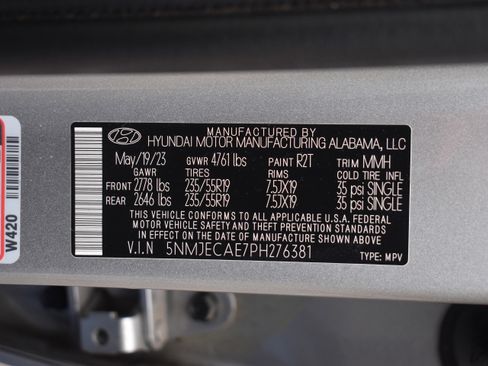 MANUFACTURED BY
HYUNDAI MOTOR MANUFACTURING ALABAMA, LLC
May/19/23 GVWR 4761 lbs PAINT R2T TRIM MMH
GAWR TIRES RIMS COLD TIRE INFL.
FRONT 2778 lbs 235/55R19 7.5JX19 35 psi SINGLE
REAR 2646 lbs 235/55R19 7.5JX19 35 psi SINGLE
THIS VEHICLE CONFORMS TO ALL APPLICABLE U.S.A. FEDERAL
MOTOR VEHICLE SAFETY AND THEFT PREVENTION STANDARDS
IN EFFECT ON THE DATE OF MANUFACTURE SHOWN ABOVE.
V.I.N 5NMJECAE7PH276381 TYPE: MPV
W420